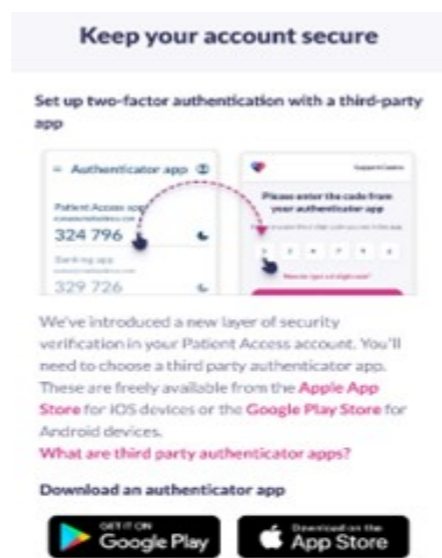 Keep your account secure
Set up two-factor authentication with a third-party
app
Authenticator app
Patient Access app
324 796
Banking app
329 726
Support Centre
Please enter the code from
your authenticator app
We've introduced a new layer of security
verification in your Patient Access account. You'll
need to choose a third party authenticator app.
These are freely available from the Apple App
Store for iOS devices or the Google Play Store for
Android devices.
What are third party authenticator apps?
Download an authenticator app
GET IT ON
Google Play
Download on the
App Store